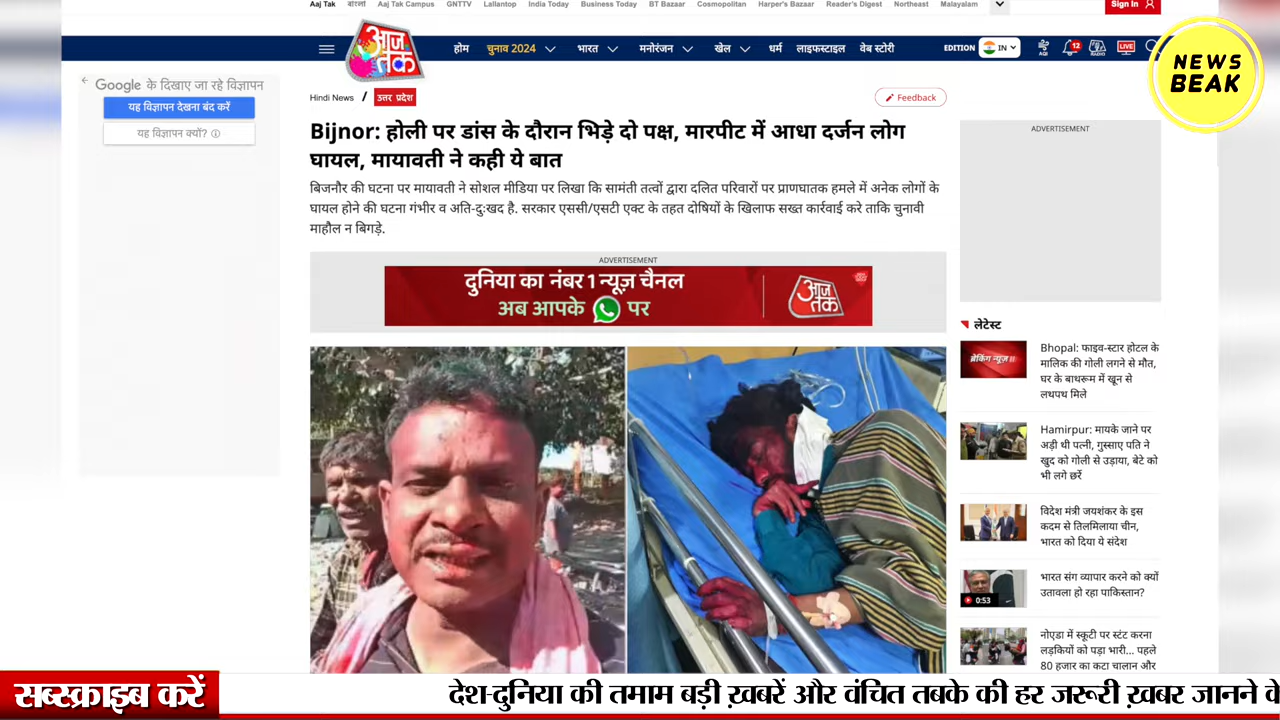 Aaj Tak বাংলা Aaj Tak Campus GNTTV Lallantop India Today Business Today BT Bazaar Cosmopolitan Harper's Bazaar Reader's Digest Northeast Malayalam Sign In
आज तक
होम चुनाव 2024 भारत मनोरंजन खेल धर्म लाइफस्टाइल वेब स्टोरी EDITION IN AQI 12 RADIO LIVE
NEWS
BEAK
Google के दिखाए जा रहे विज्ञापन
यह विज्ञापन देखना बंद करें
यह विज्ञापन क्यों?
Hindi News / उत्तर प्रदेश
Feedback
Bijnor: होली पर डांस के दौरान भिड़े दो पक्ष, मारपीट में आधा दर्जन लोग
घायल, मायावती ने कही ये बात
बिजनौर की घटना पर मायावती ने सोशल मीडिया पर लिखा कि सामंती तत्वों द्वारा दलित परिवारों पर प्राणघातक हमले में अनेक लोगों के
घायल होने की घटना गंभीर व अति-दुःखद है. सरकार एससी/एसटी एक्ट के तहत दोषियों के खिलाफ सख्त कार्रवाई करे ताकि चुनावी
माहौल न बिगड़े.
ADVERTISEMENT
दुनिया का नंबर 1 न्यूज़ चैनल
अब आपके पर
आज तक
ADVERTISEMENT
लेटेस्ट
ब्रेकिंग न्यूज़
Bhopal: फाइव-स्टार होटल के
मालिक की गोली लगने से मौत,
घर के बाथरूम में खून से
लथपथ मिले
Hamirpur: मायके जाने पर
अड़ी थी पत्नी, गुस्साए पति ने
खुद को गोली से उड़ाया, बेटे को
भी लगे छर्रे
विदेश मंत्री जयशंकर के इस
कदम से तिलमिलाया चीन,
भारत को दिया ये संदेश
भारत संग व्यापार करने को क्यों
उतावला हो रहा पाकिस्तान?
0:53
नोएडा में स्कूटी पर स्टंट करना
लड़कियों को पड़ा भारी... पहले
80 हजार का कटा चालान और
सब्स्क्राइब करें
देश-दुनिया की तमाम बड़ी ख़बरें और वंचित तबके की हर जरूरी ख़बर जानने के